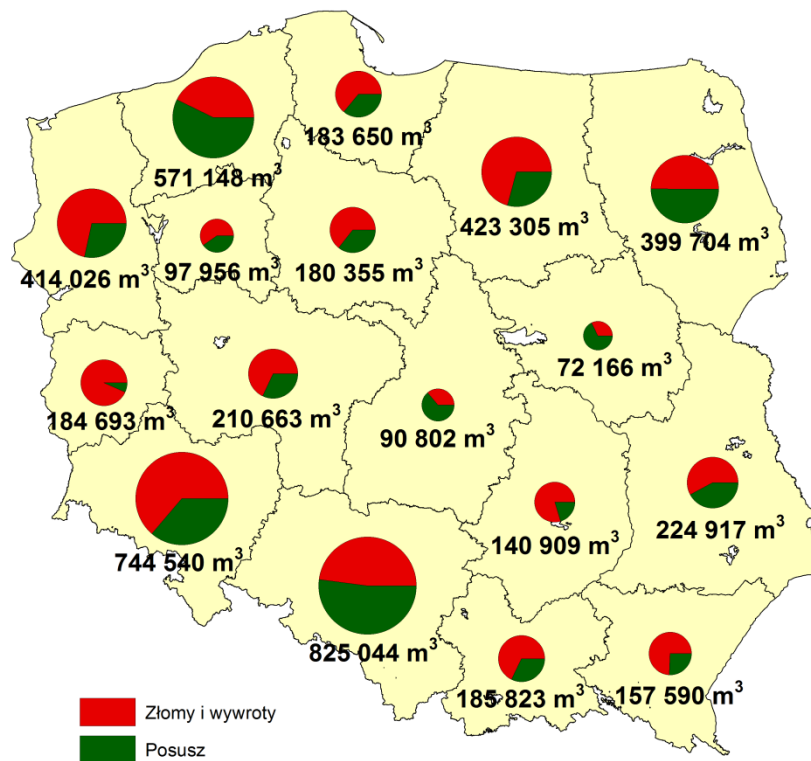 183 650 m³
571 148 m³
423 305 m³
399 704 m³
414 026 m³
97 956 m³
180 355 m³
72 166 m³
184 693 m³
210 663 m³
90 802 m³
224 917 m³
140 909 m³
744 540 m³
825 044 m³
185 823 m³
157 590 m³
Złomy i wywroty
Posusz